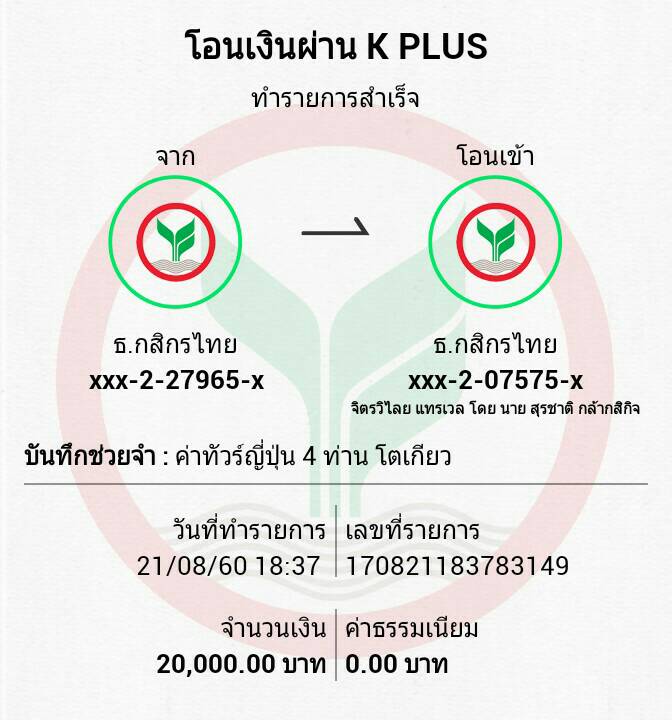 โอนเงินผ่าน K PLUS
ทำรายการสำเร็จ
จาก
โอนเข้า
ธ.กสิกรไทย
xxx-2-27965-x
ธ.กสิกรไทย
xxx-2-07575-x
จิตรวิไลย แทรเวล โดย นาย สุรชาติ กล้ากสิกิจ
บันทึกช่วยจำ : ค่าทัวร์ญี่ปุ่น 4 ท่าน โตเกียว
วันที่ทำรายการ
21/08/60 18:37
เลขที่รายการ
170821183783149
จำนวนเงิน
20,000.00 บาท
ค่าธรรมเนียม
0.00 บาท